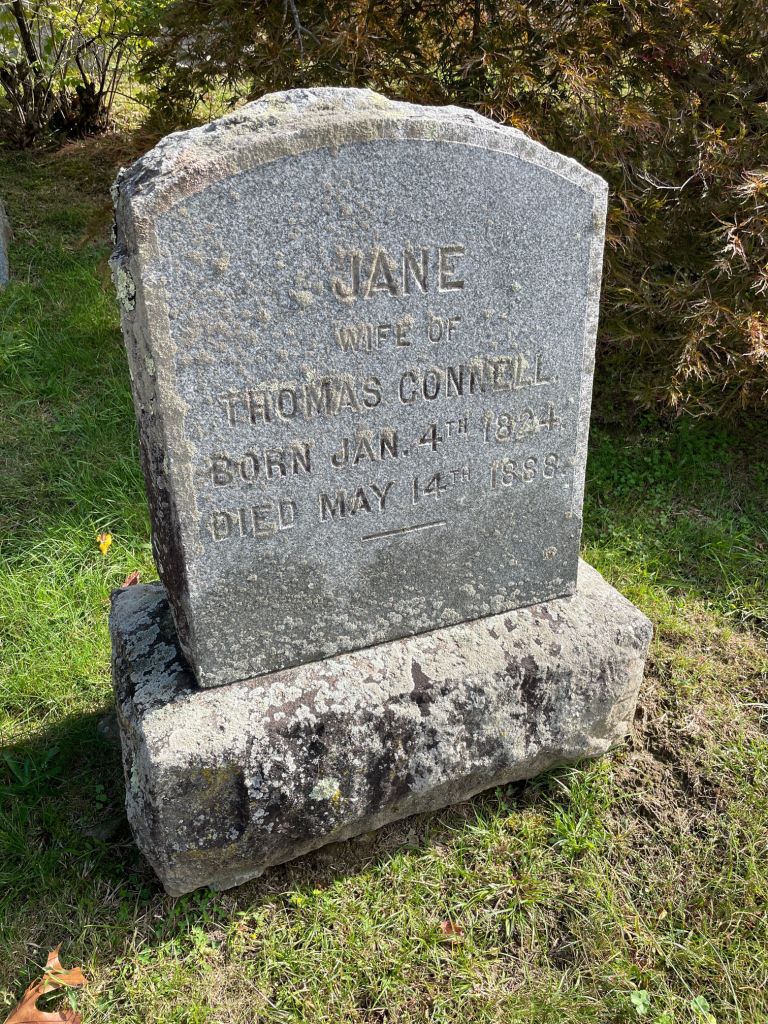 JANE
WIFE OF
THOMAS CONNELL.
BORN JAN. 4TH 1824.
DIED MAY 14TH 1888.